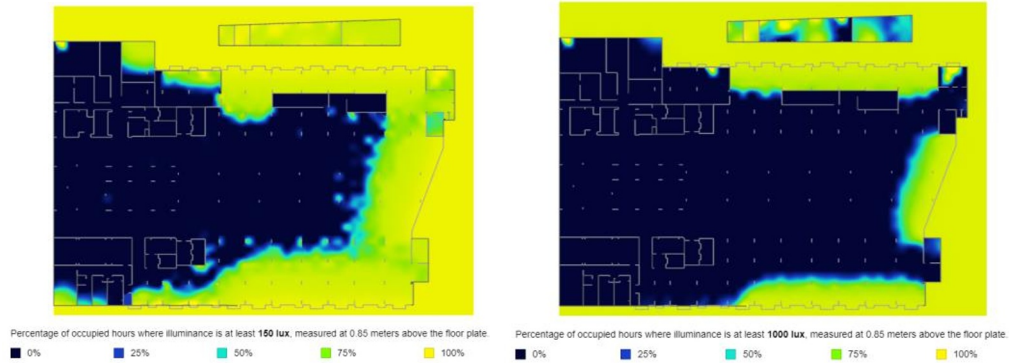 Percentage of occupied hours where illuminance is at least 150 lux, measured at 0.85 meters above the floor plate.
0% 25% 50% 75% 100%
Percentage of occupied hours where illuminance is at least 1000 lux, measured at 0.85 meters above the floor plate.
0% 25% 50% 75% 100%